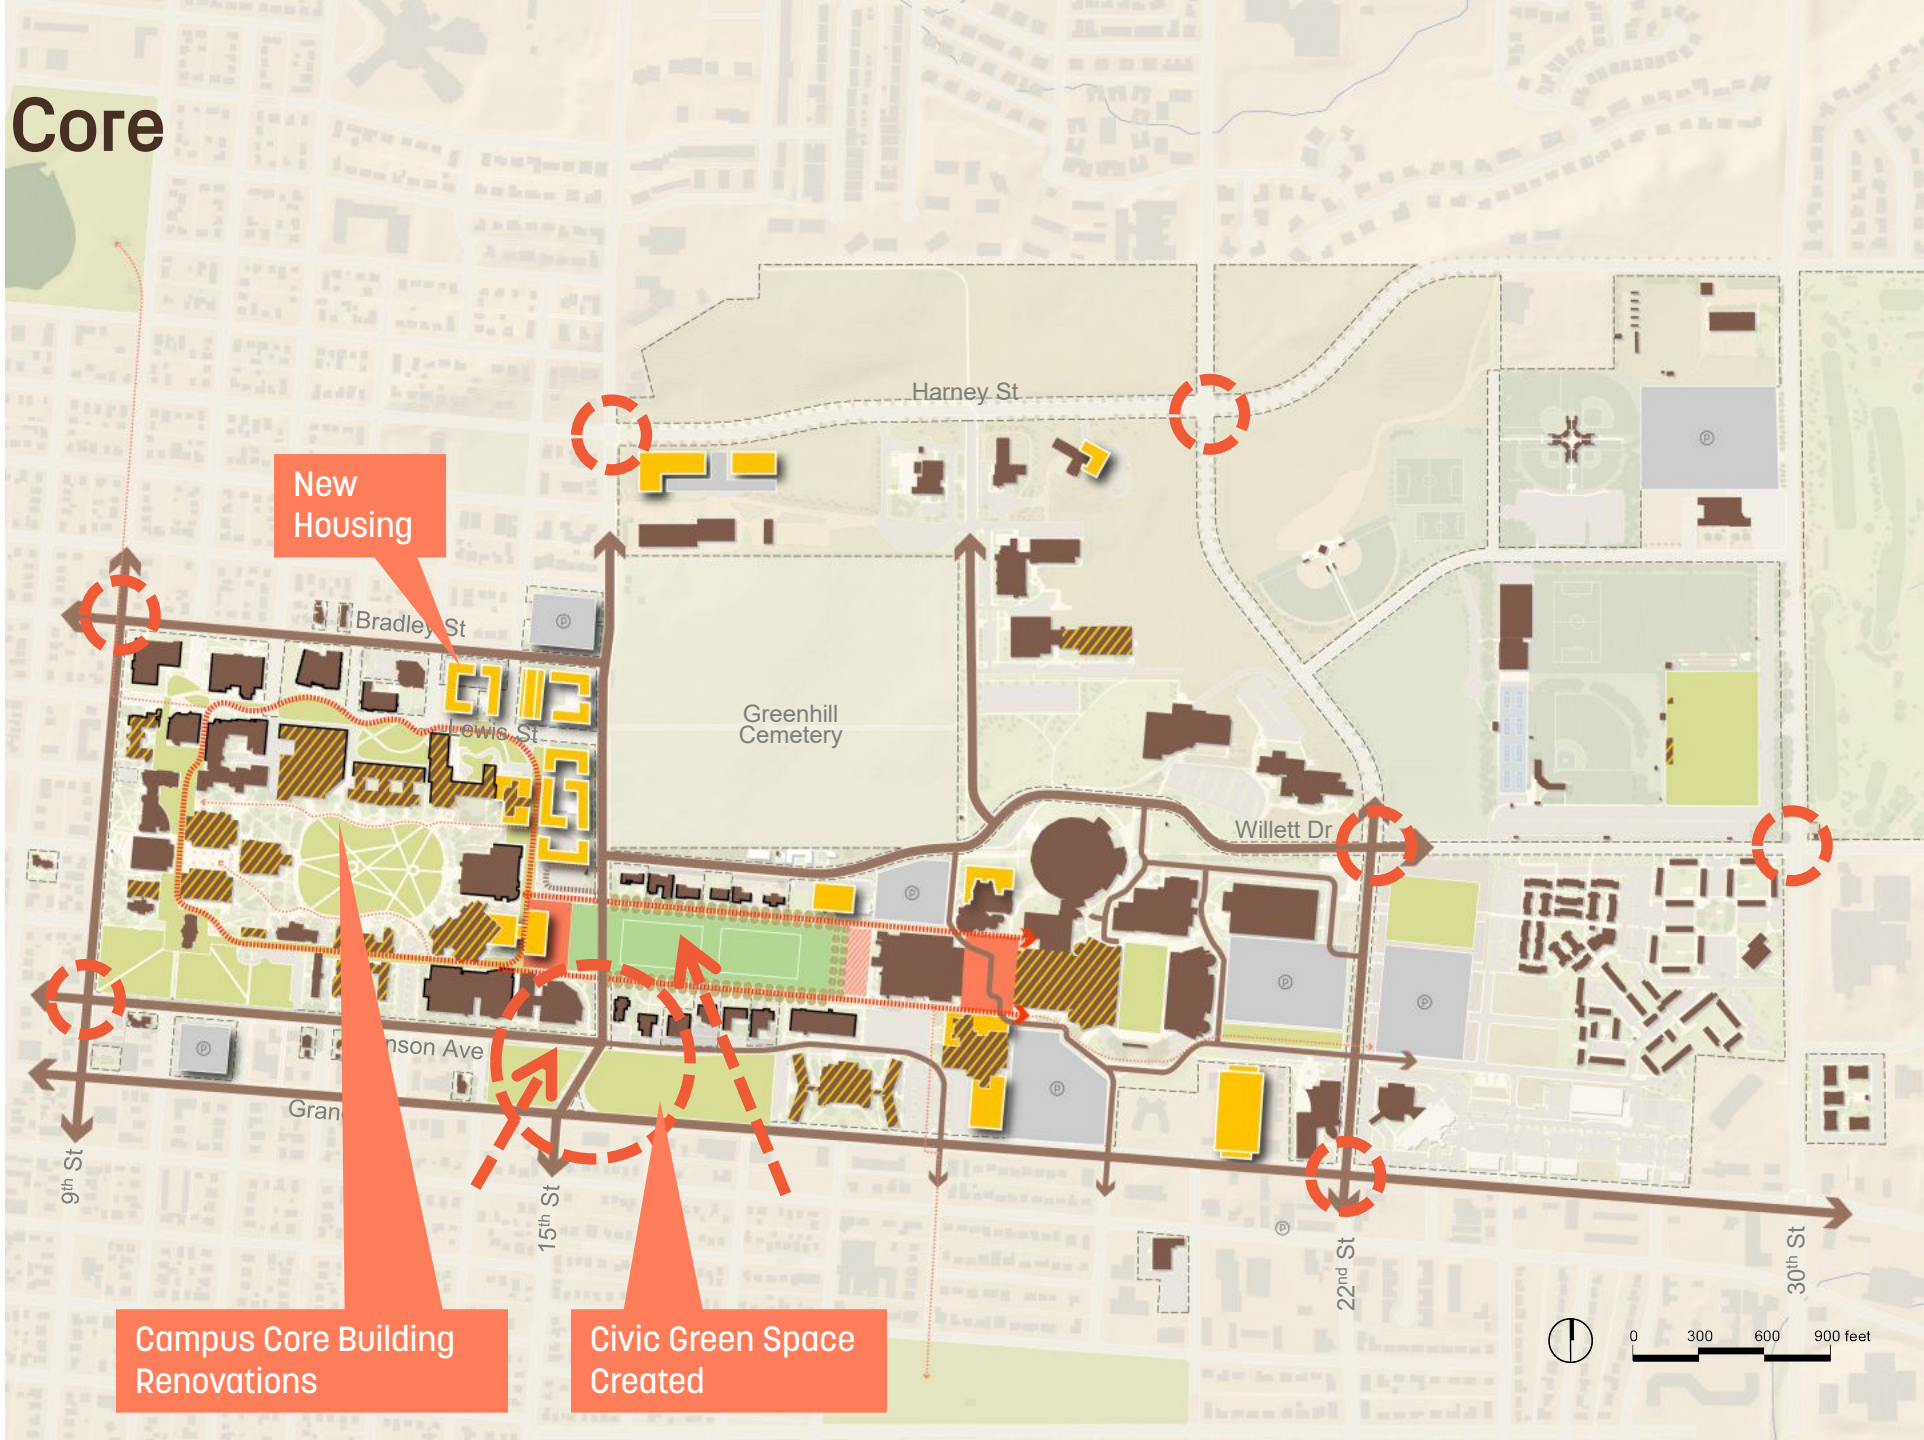 Core
Harney St
New
Housing
Bradley St
Lewis St
Greenhill
Cemetery
Willett Dr
nson Ave
Gran
9th St
15th St
22nd St
30th St
P
P
P
P
P
P
P
P
P
Campus Core Building
Renovations
Civic Green Space
Created
0 300 600 900 feet